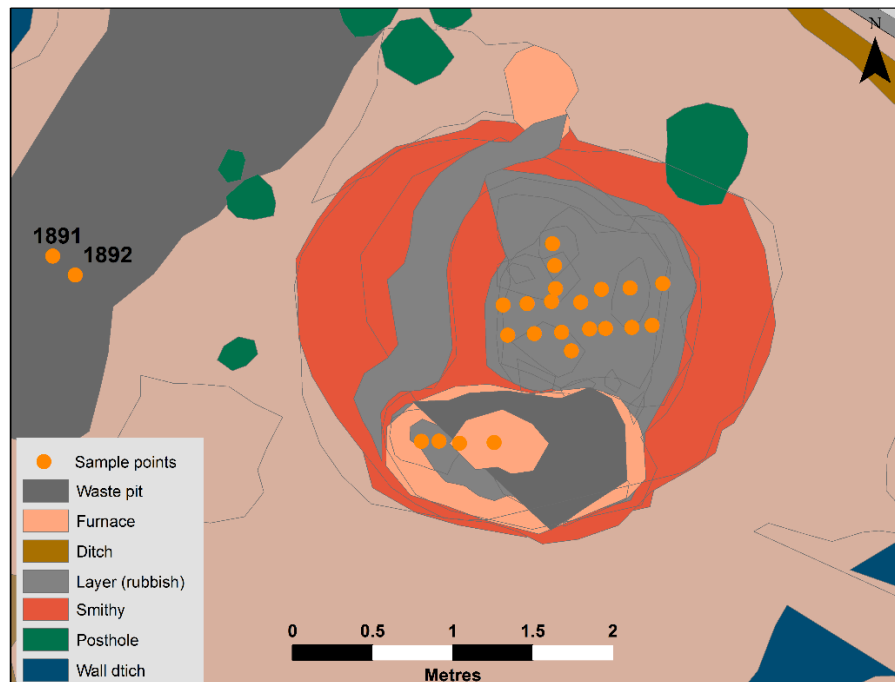 N
1891
1892
Sample points
Waste pit
Furnace
Ditch
Layer (rubbish)
Smithy
Posthole
Wall dtich
0 0.5 1 1.5 2
Metres